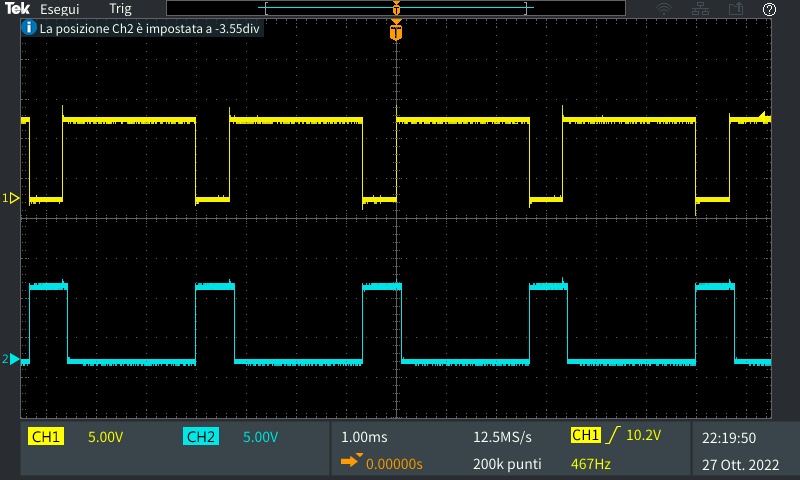 Tek Esegui Trig
T
La posizione Ch2 è impostata a -3.55div
T
1
2
CH1 5.00V CH2 5.00V 1.00ms 12.5MS/s CH1 10.2V 22:19:50
0.00000s 200k punti 467Hz 27 Ott. 2022